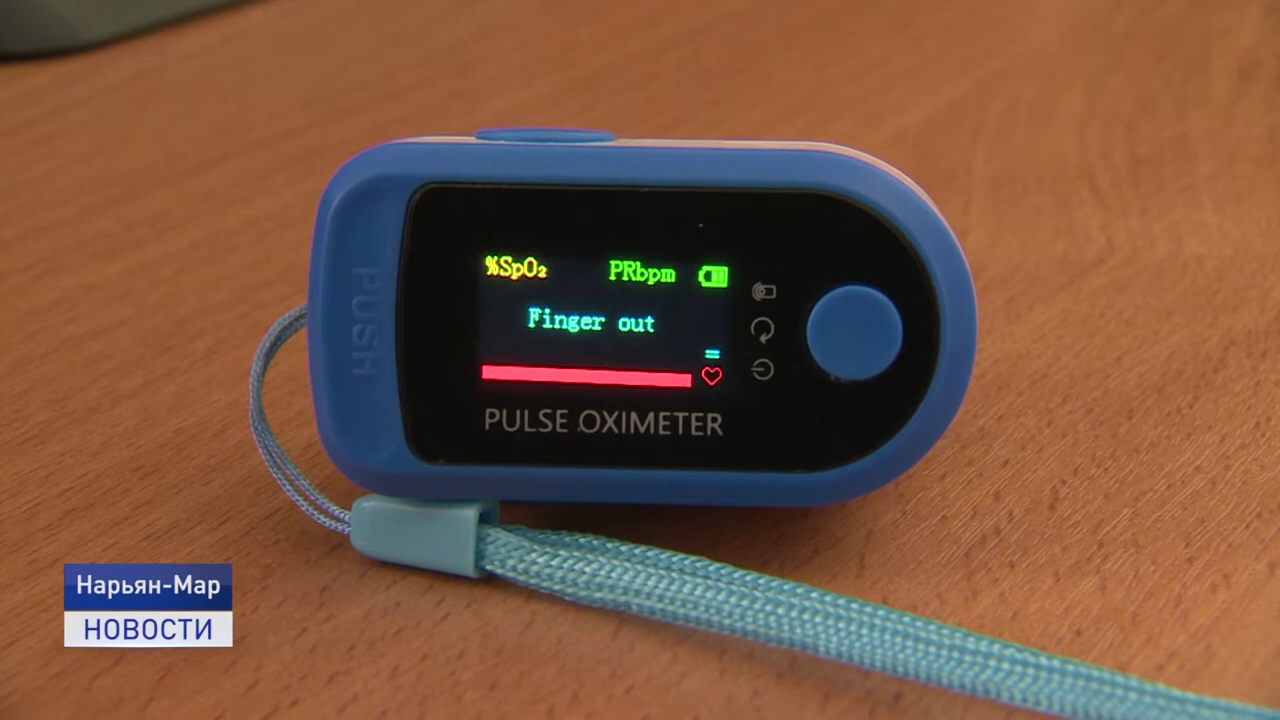 PUSH
%SpO₂ PRbpm
Finger out
PULSE OXIMETER
Нарьян-Мар
НОВОСТИ